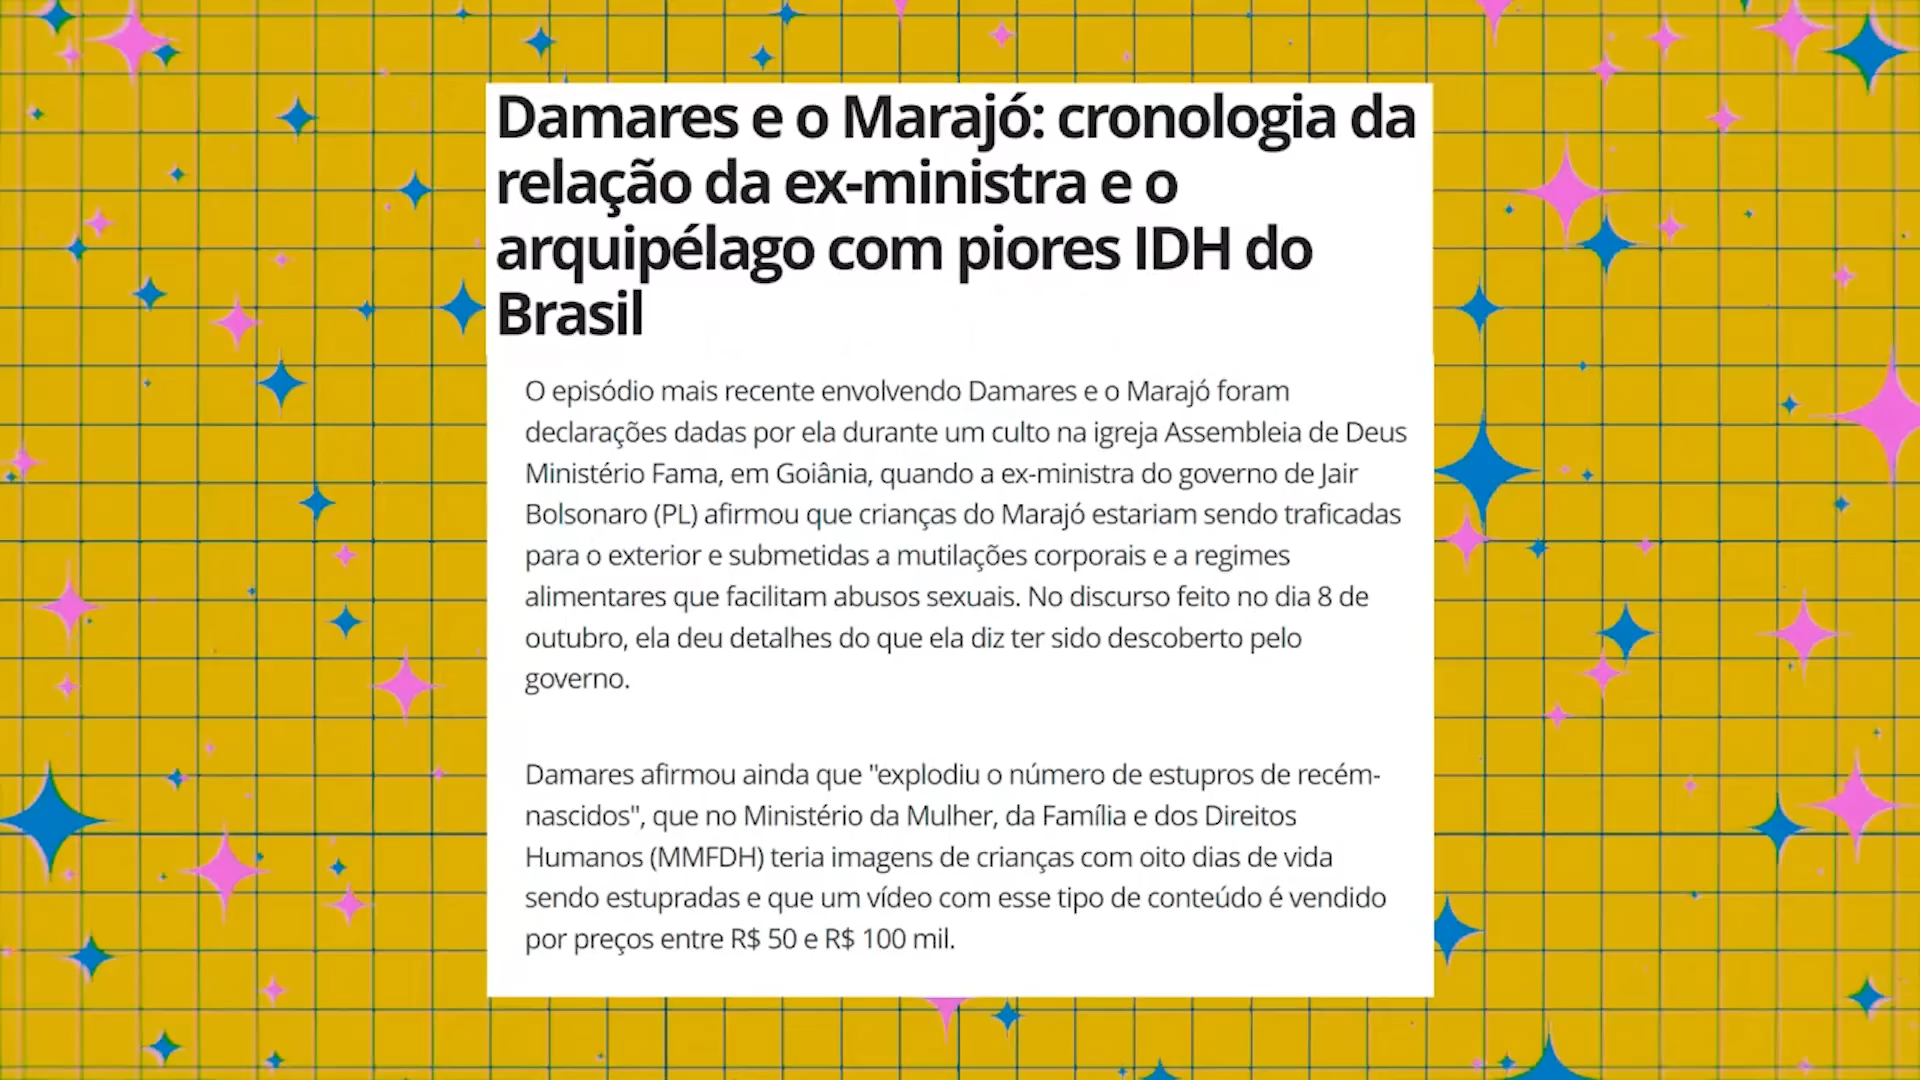 Damares e o Marajó: cronologia da
relação da ex-ministra e o
arquipélago com piores IDH do
Brasil
O episódio mais recente envolvendo Damares e o Marajó foram
declarações dadas por ela durante um culto na igreja Assembleia de Deus
Ministério Fama, em Goiânia, quando a ex-ministra do governo de Jair
Bolsonaro (PL) afirmou que crianças do Marajó estariam sendo traficadas
para o exterior e submetidas a mutilações corporais e a regimes
alimentares que facilitam abusos sexuais. No discurso feito no dia 8 de
outubro, ela deu detalhes do que ela diz ter sido descoberto pelo
governo.
Damares afirmou ainda que "explodiu o número de estupros de recém-
nascidos", que no Ministério da Mulher, da Família e dos Direitos
Humanos (MMFDH) teria imagens de crianças com oito dias de vida
sendo estupradas e que um vídeo com esse tipo de conteúdo é vendido
por preços entre R$ 50 e R$ 100 mil.